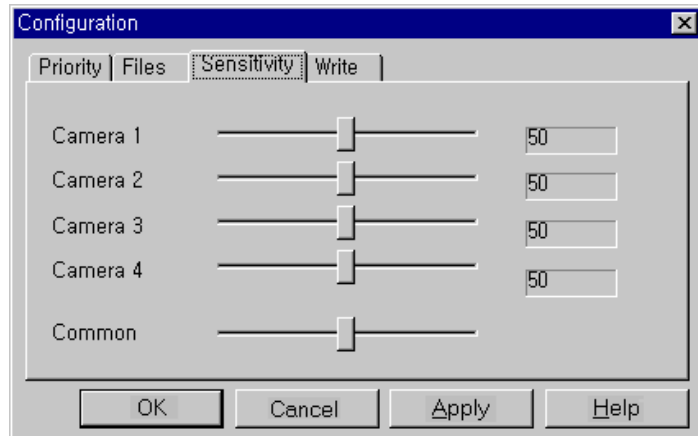 Configuration
Priority Files Sensitivity Write
Camera 1 50
Camera 2 50
Camera 3 50
Camera 4 50
Common
OK Cancel Apply Help